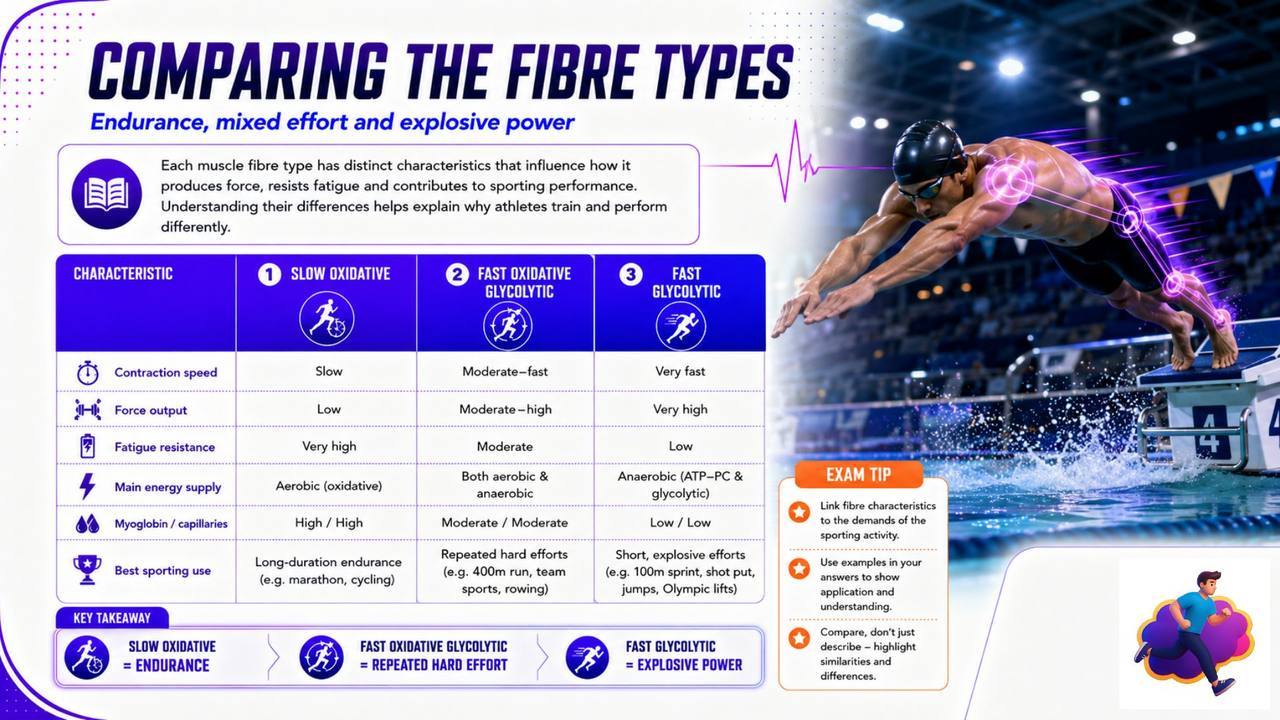 COMPARING THE FIBRE TYPES
Endurance, mixed effort and explosive power
Each muscle fibre type has distinct characteristics that influence how it
produces force, resists fatigue and contributes to sporting performance.
Understanding their differences helps explain why athletes train and perform
differently.
CHARACTERISTIC
1 SLOW OXIDATIVE
2 FAST OXIDATIVE
GLYCOLYTIC
3 FAST
GLYCOLYTIC
Contraction speed
Slow
Moderate–fast
Very fast
Force output
Low
Moderate–high
Very high
Fatigue resistance
Very high
Moderate
Low
Main energy supply
Aerobic (oxidative)
Both aerobic &
anaerobic
Anaerobic (ATP–PC &
glycolytic)
Myoglobin / capillaries
High / High
Moderate / Moderate
Low / Low
Best sporting use
Long-duration endurance
(e.g. marathon, cycling)
Repeated hard efforts
(e.g. 400m run, team
sports, rowing)
Short, explosive efforts
(e.g. 100m sprint, shot put,
jumps, Olympic lifts)
KEY TAKEAWAY
SLOW OXIDATIVE
= ENDURANCE
FAST OXIDATIVE GLYCOLYTIC
= REPEATED HARD EFFORT
FAST GLYCOLYTIC
= EXPLOSIVE POWER
EXAM TIP
Link fibre characteristics
to the demands of the
sporting activity.
Use examples in your
answers to show
application and
understanding.
Compare, don't just
describe – highlight
similarities and
differences.
4
4